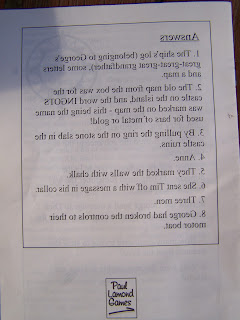 Answers
1. The ship's log (belonging) to George's
great-great-great grandfather), some letters
and a map.
2. The old map from the box was for the
castle on the island, and the word INGOTS
was marked on the map - this being the name
used for bars of metal or gold!
3. By pulling the ring on the stone slab in the
castle ruins.
4. Anne.
5. They marked the walls with chalk.
6. She sent Tim off with a message in his collar.
7. Three men.
8. George had broken the controls to their
motor boat.
Paul
Lamond
Games